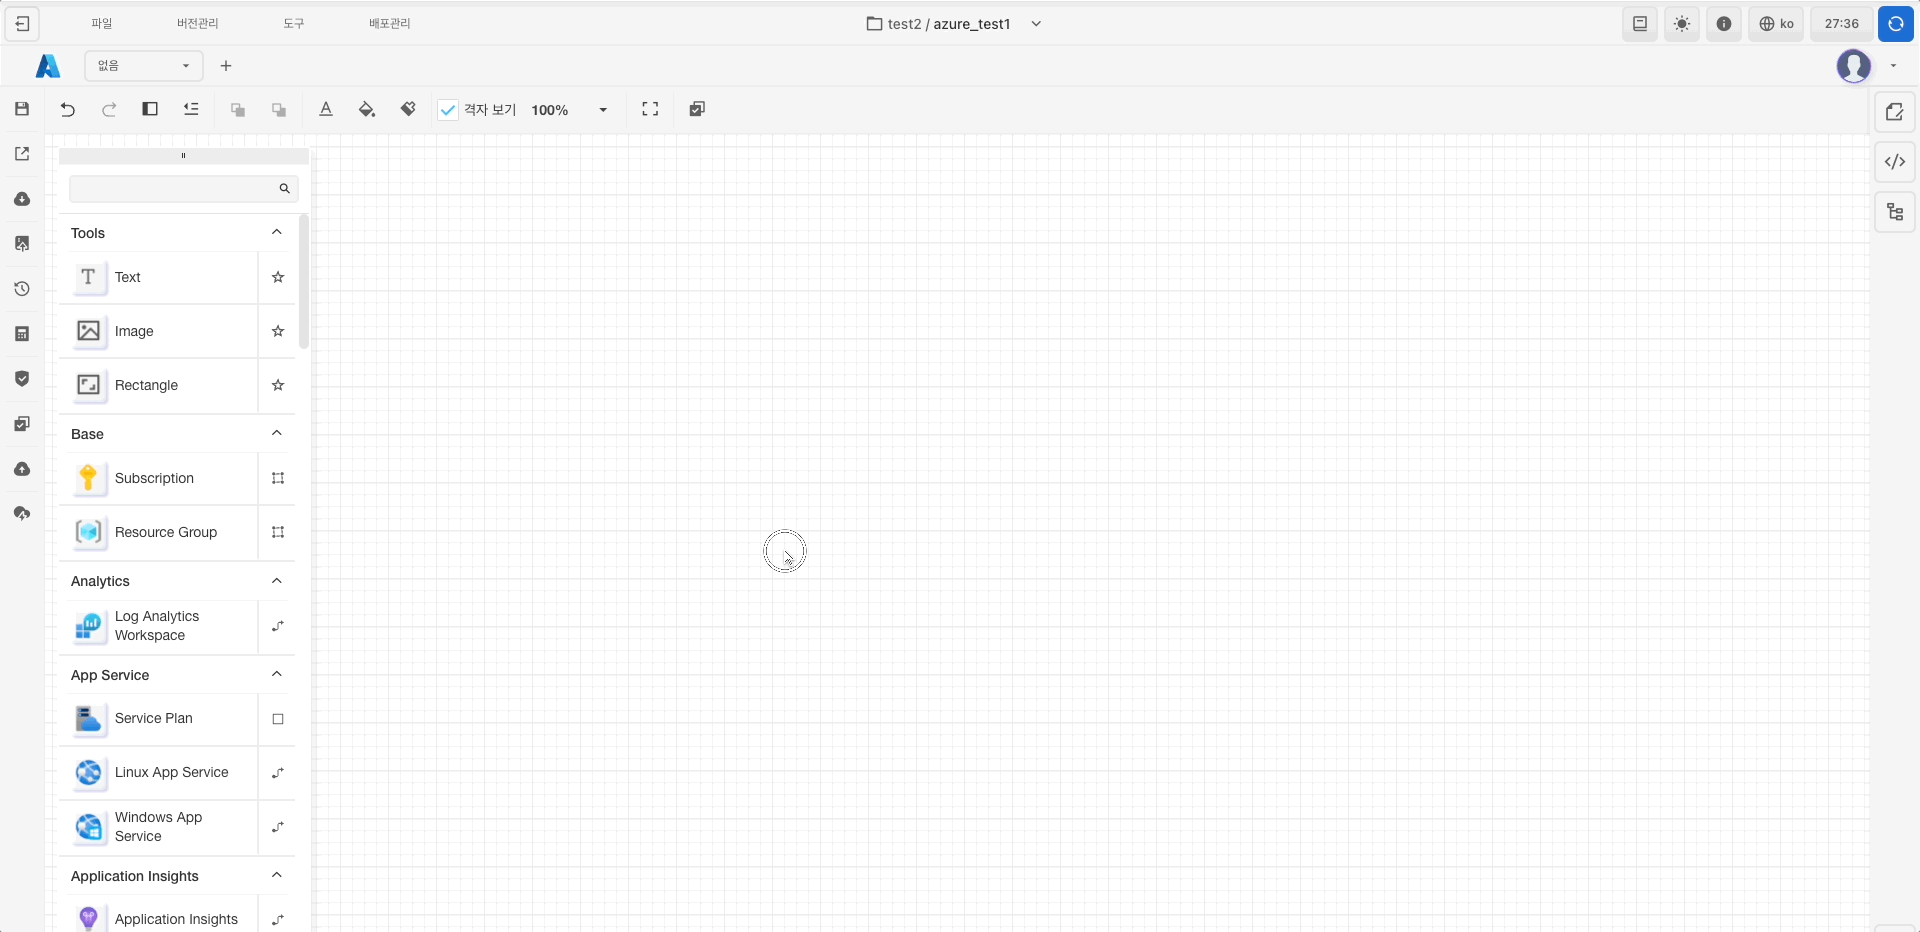 파일 버전관리 도구 배포관리 test2 / azure_test1 ko 27:36
없음
격자 보기 100%
Tools
Text
Image
Rectangle
Base
Subscription
Resource Group
Analytics
Log Analytics
Workspace
App Service
Service Plan
Linux App Service
Windows App
Service
Application Insights
Application Insights